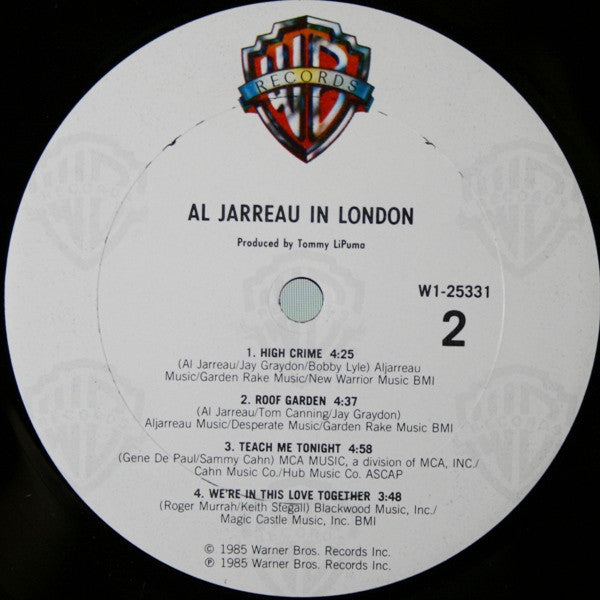 WB
RECORDS
AL JARREAU IN LONDON
Produced by Tommy LiPuma
W1-25331
2
1. HIGH CRIME 4:25
(Al Jarreau/Jay Graydon/Bobby Lyle) Aljarreau
Music/Garden Rake Music/New Warrior Music BMI
2. ROOF GARDEN 4:37
(Al Jarreau/Tom Canning/Jay Graydon)
Aljarreau Music/Desperate Music/Garden Rake Music BMI
3. TEACH ME TONIGHT 4:58
(Gene De Paul/Sammy Cahn) MCA MUSIC, a division of MCA, INC./
Cahn Music Co./Hub Music Co. ASCAP
4. WE'RE IN THIS LOVE TOGETHER 3:48
(Roger Murrah/Keith Stegall) Blackwood Music, Inc./
Magic Castle Music, Inc. BMI
© 1985 Warner Bros. Records Inc.
℗ 1985 Warner Bros. Records Inc.